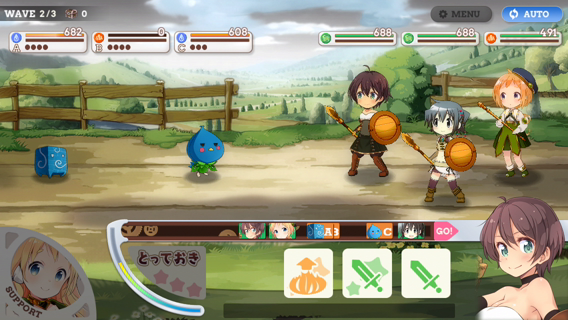 WAVE 2/3 0
MENU
AUTO
682
A
0
B
608
C
688
688
491
A
B
C
GO!
とっておき
SUPPORT